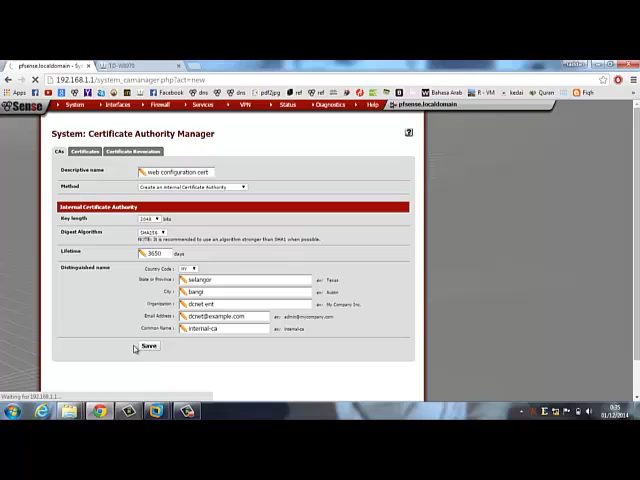 pfsense.localdomain - Sys
TD-W8970
192.168.1.1/system_camanager.php?act=new
Apps
Google
Facebook
ds
pdf2jpg
ref
ref
Bahasa Arab
R - VM
kedai
Quran
Fiqh
Sense
System
Interfaces
Firewall
Services
VPN
Status
Diagnostics
Help
pfsense.localdomain
System: Certificate Authority Manager
CAs
Certificates
Certificate Revocation
Descriptive name
web configuration cert
Method
Create an Internal Certificate Authority
Internal Certificate Authority
Key length
2048
bits
Digest Algorithm
SHA256
NOTE: It is recommended to use an algorithm stronger than SHA1 when possible.
Lifetime
3650
days
Distinguished name
Country Code :
MY
State or Province :
selangor
ex: Texas
City :
bangi
ex: Austin
Organization :
dcnet ent
ex: My Company Inc.
Email Address :
dcnet@example.com
ex: admin@mycompany.com
Common Name :
internal-ca
ex: internal-ca
Save
Waiting for 192.168.1.1...
0:35
01/12/2014